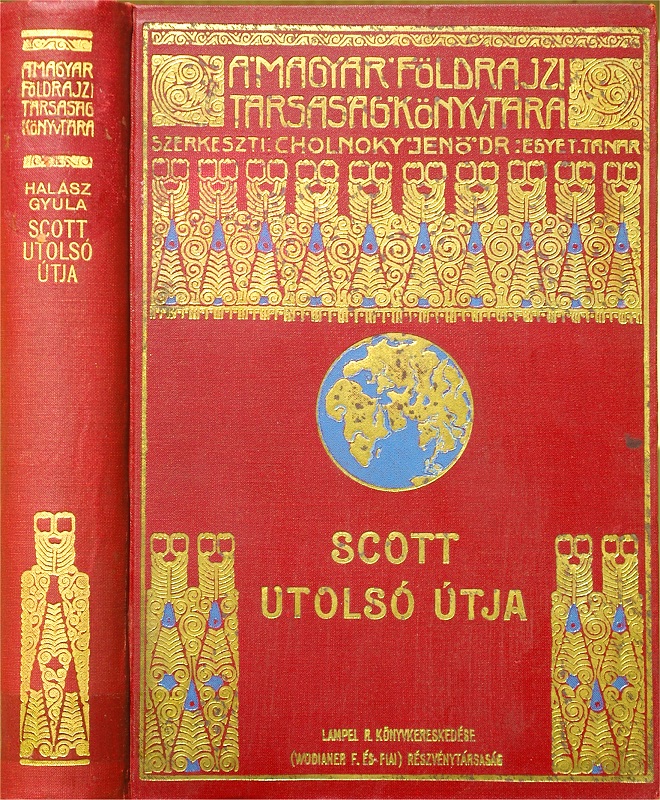 A MAGYAR
FÖLDRAJZI
TÁRSASÁG
KÖNYVTÁRA
HALÁSZ
GYULA
SCOTT
UTOLSÓ
ÚTJA
A MAGYAR FÖLDRAJZI
TÁRSASÁG KÖNYVTÁRA
SZERKESZTI: CHOLNOKY JENŐ DR. EGYET. TANÁR
SCOTT
UTOLSÓ ÚTJA
LAMPEL R. KÖNYVKERESKEDÉSE
(WODIANER F. ÉS FIAI) RÉSZVÉNYTÁRSASÁG